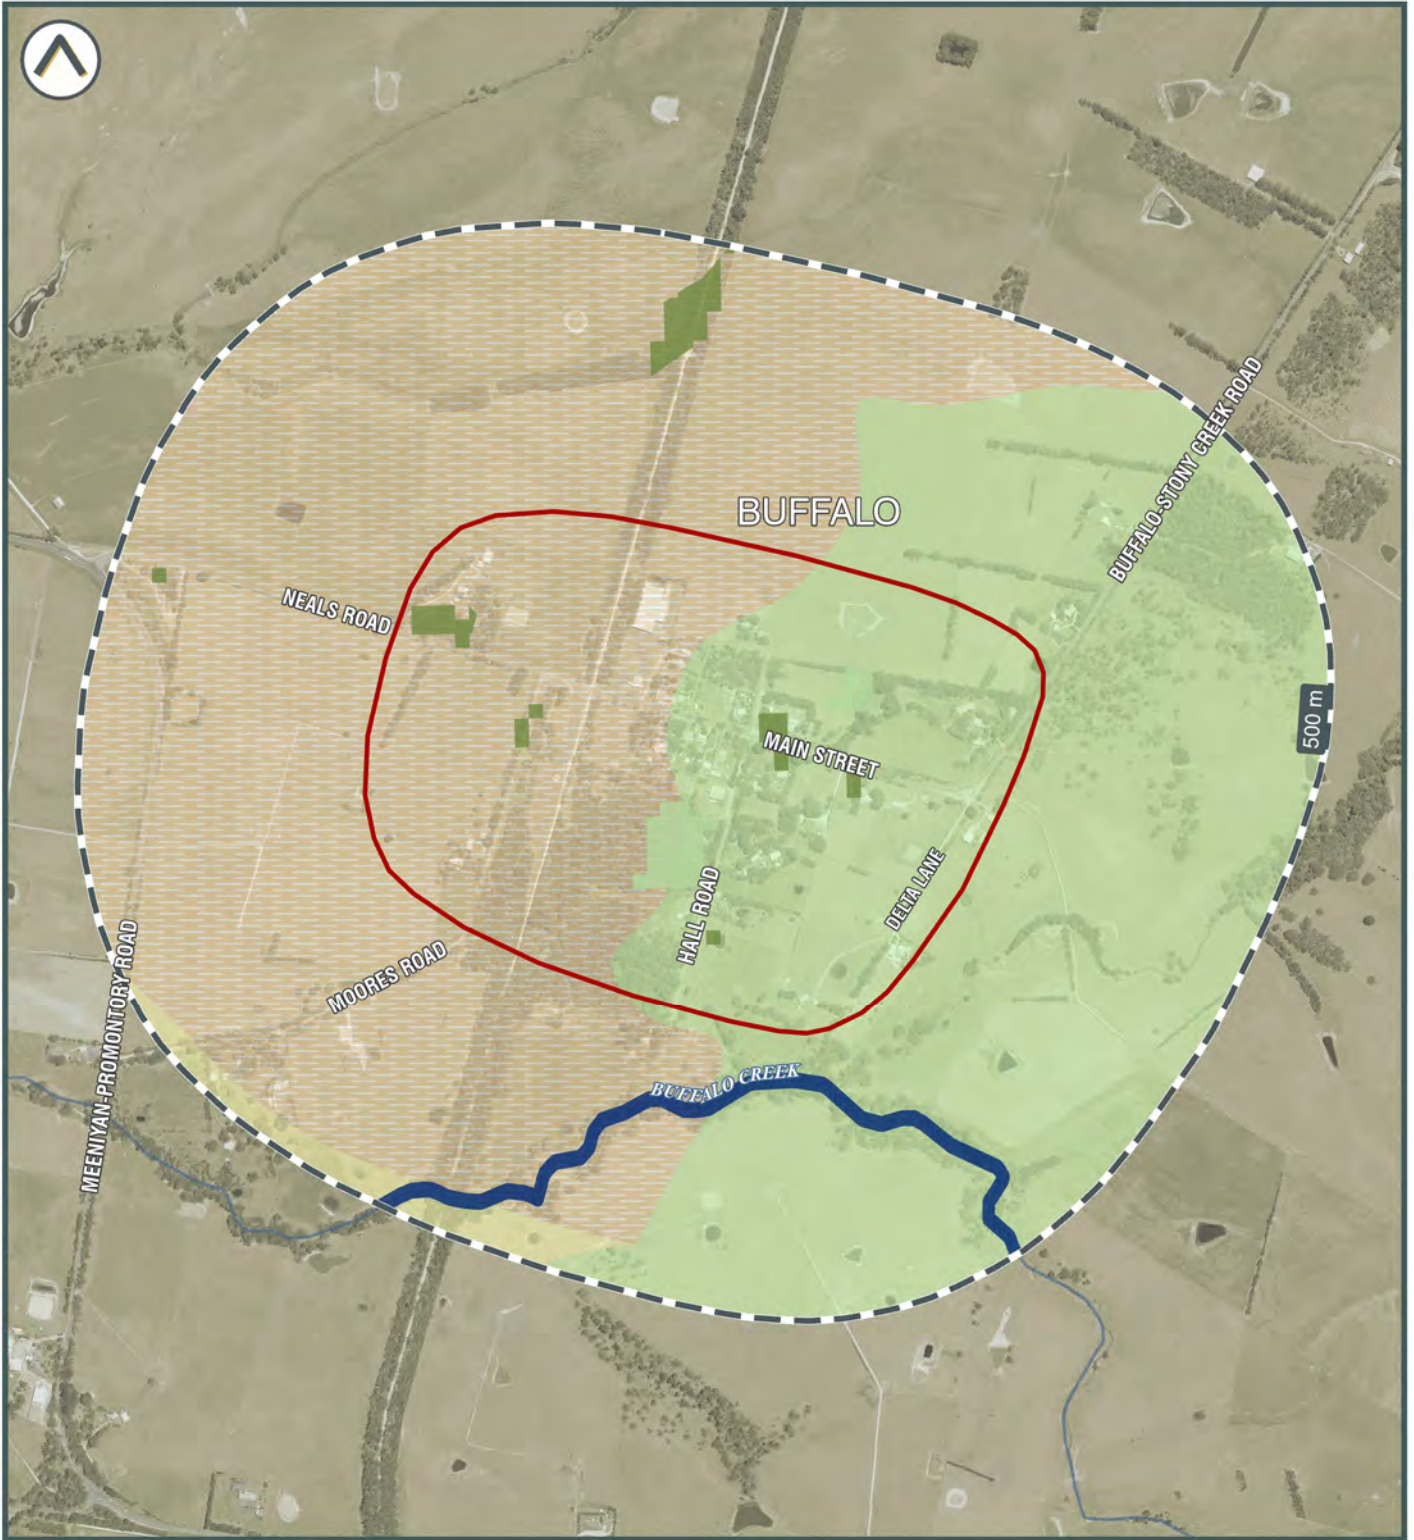 BUFFALO
BUFFALO-STONY CREEK ROAD
NEALS ROAD
500 m
MAIN STREET
DELTA LANE
HALL ROAD
MOORES ROAD
MEENIYAN-PROMONTORY ROAD
BUFFALO CREEK